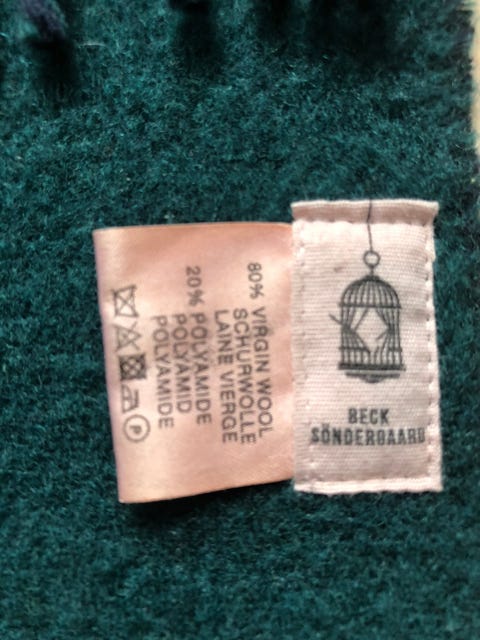 80% VIRGIN WOOL
SCHURWOLLE
LAINE VIERGE
20% POLYAMIDE
POLYAMID
POLYAMIDE
P
BECK
SÖNDERGAARD